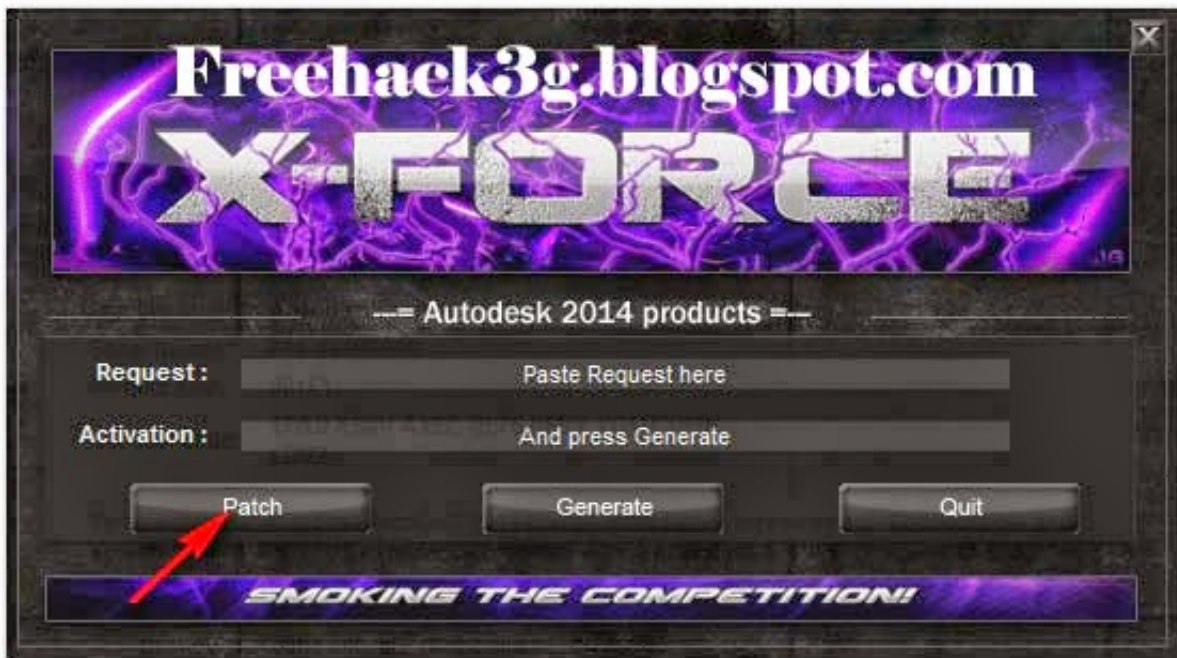 X
Freehack3g.blogspot.com
X-FORCE
---= Autodesk 2014 products =---
Request :
Paste Request here
Activation :
And press Generate
Patch
Generate
Quit
SMOKING THE COMPETITION!